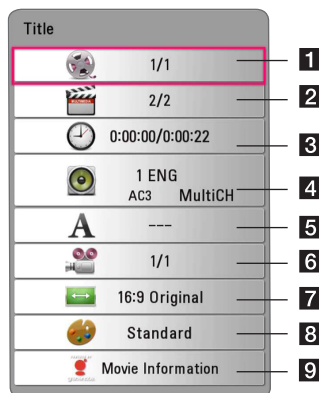 Title
1/1 1
2/2 2
0:00:00/0:00:22 3
1 ENG
AC3 MultiCH 4
A --- 5
1/1 6
16:9 Original 7
Standard 8
Movie Information 9